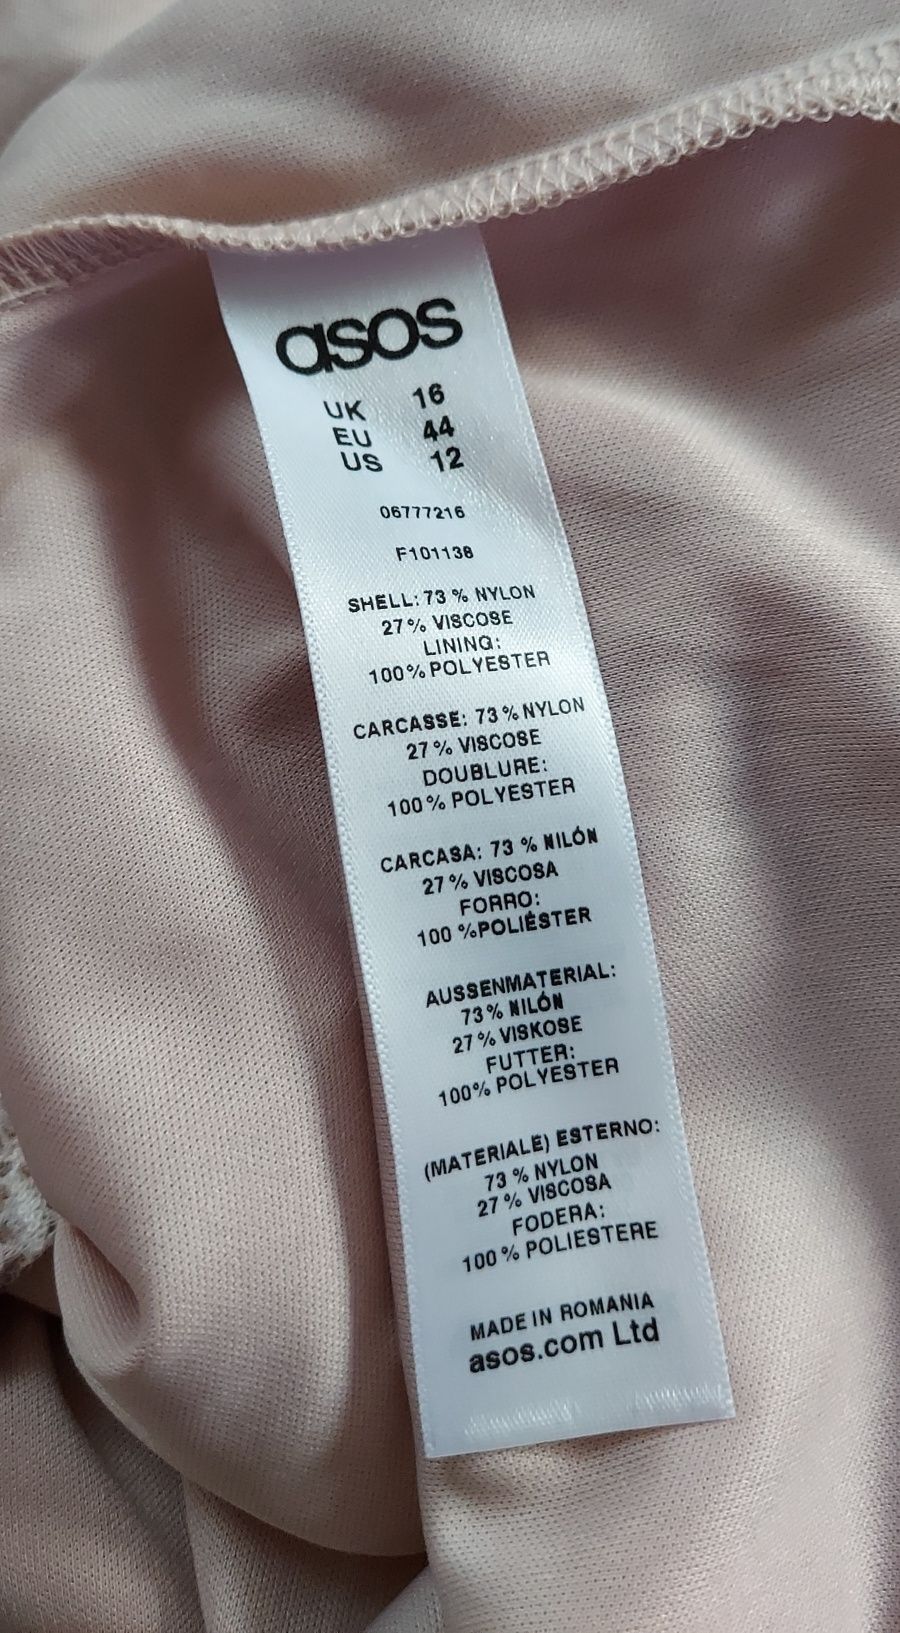 asos
UK 16
EU 44
US 12
06777216
F101138
SHELL: 73 % NYLON
27 % VISCOSE
LINING:
100 % POLYESTER
CARCASSE: 73 % NYLON
27 % VISCOSE
DOUBLURE:
100 % POLYESTER
CARCASA: 73 % NILÓN
27 % VISCOSA
FORRO:
100 %POLIÉSTER
AUSSENMATERIAL:
73 % NILÓN
27 % VISKOSE
FUTTER:
100% POLYESTER
(MATERIALE) ESTERNO:
73 % NYLON
27 % VISCOSA
FODERA:
100 % POLIESTERE
MADE IN ROMANIA
asos.com Ltd